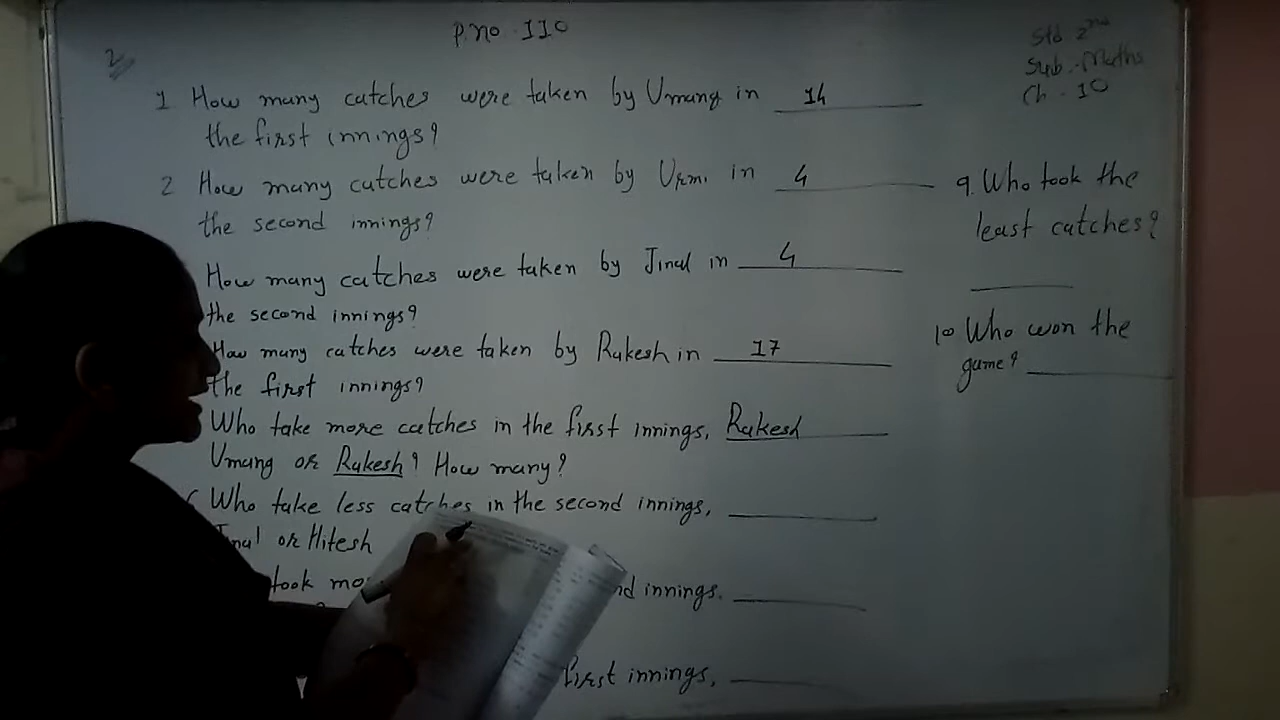 P.no. 110
Std 2nd
Sub.-Maths
Ch - 10
2
1 How many catches were taken by Umang in 14
the first innings?
2 How many catches were taken by Urmi in 4
the second innings?
How many catches were taken by Jinal in 4
the second innings?
How many catches were taken by Rakesh in 17
the first innings?
Who take more catches in the first innings, Rakesh
Umang or Rakesh? How many?
Who take less catches in the second innings,
or Hitesh
took
innings.
first innings,
9. Who took the
least catches?
10 Who won the
game?